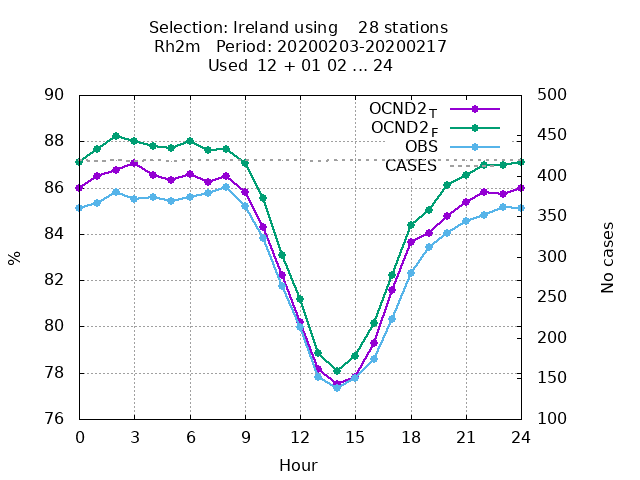 Selection: Ireland using    28 stations
Rh2m   Period: 20200203-20200217
Used  12 + 01 02 ... 24
OCND2T
OCND2F
OBS
CASES
90
88
86
84
82
80
78
76
500
450
400
350
300
250
200
150
100
%
No cases
0 3 6 9 12 15 18 21 24
Hour